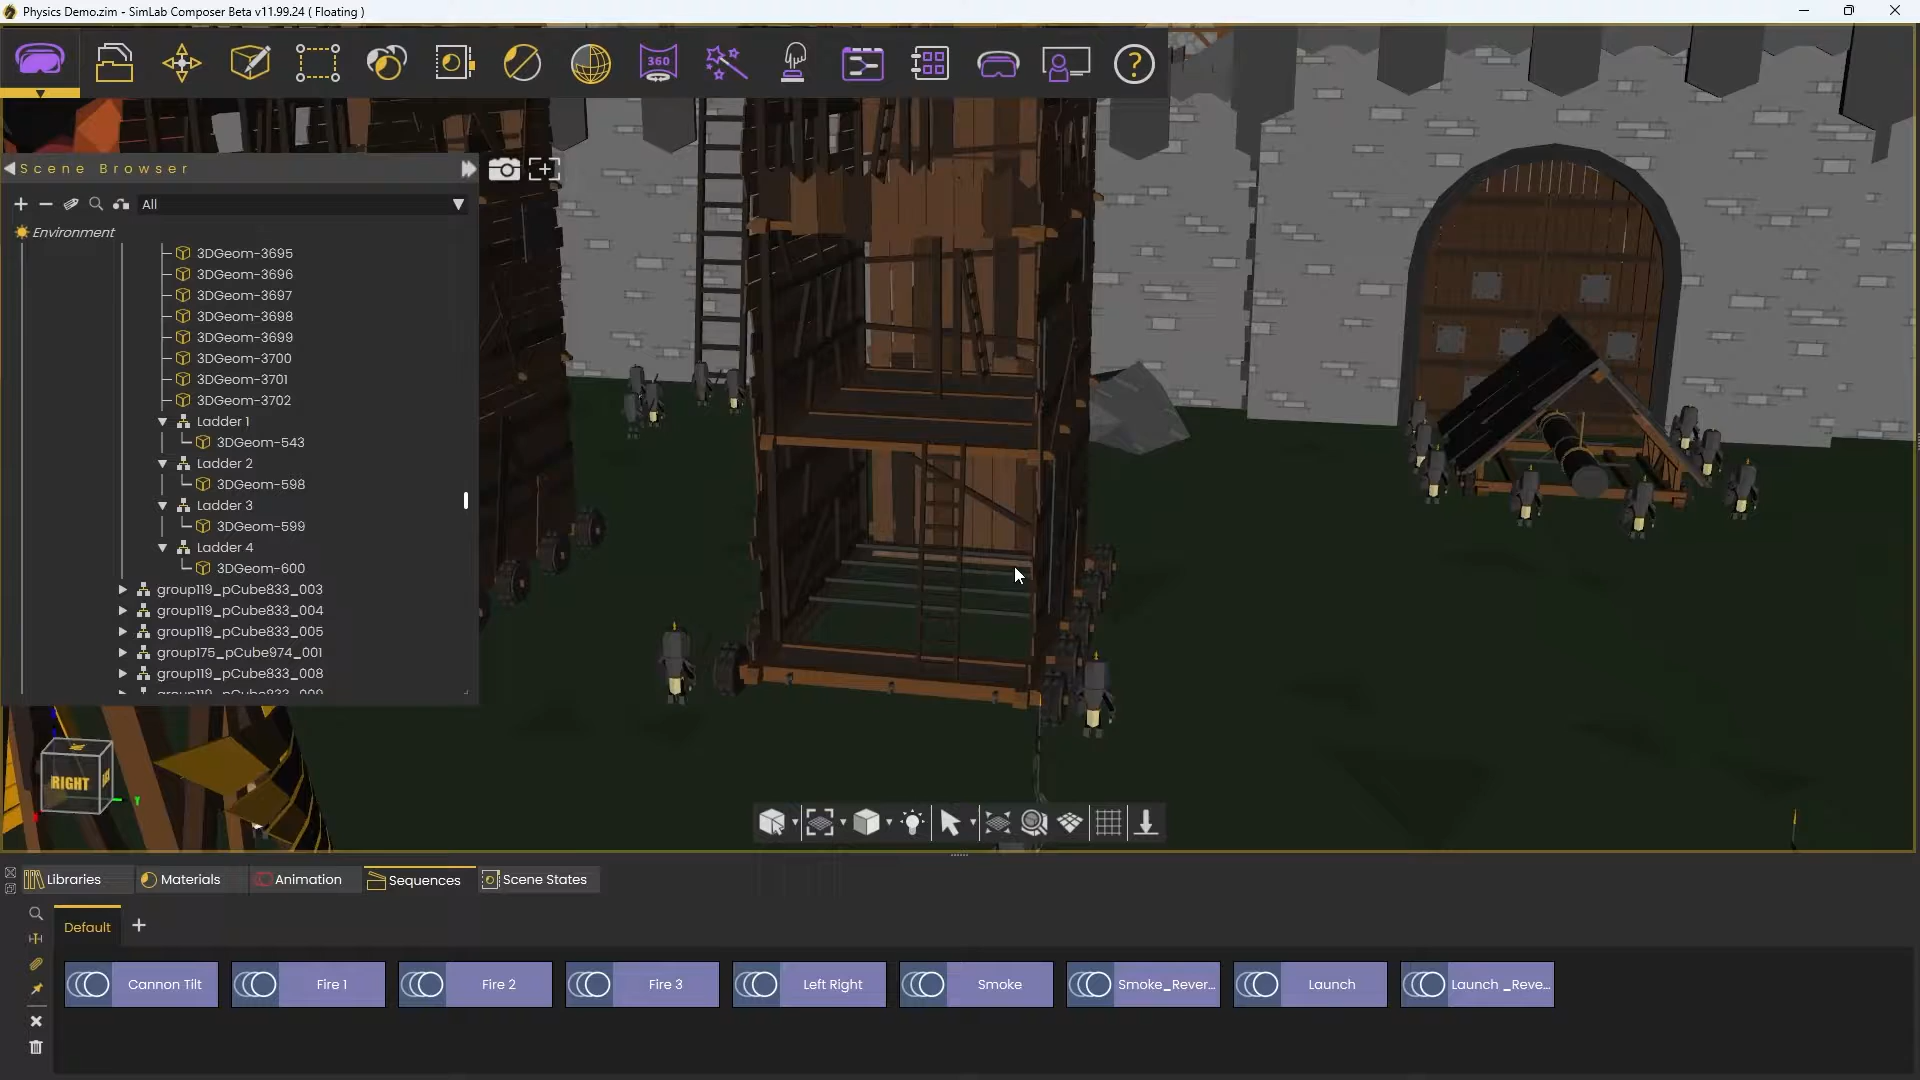 Physics Demo.zim - SimLab Composer Beta v11.99.24 ( Floating )
360
Scene Browser
All
Environment
3DGeom-3695
3DGeom-3696
3DGeom-3697
3DGeom-3698
3DGeom-3699
3DGeom-3700
3DGeom-3701
3DGeom-3702
Ladder 1
3DGeom-543
Ladder 2
3DGeom-598
Ladder 3
3DGeom-599
Ladder 4
3DGeom-600
group119_pCube833_003
group119_pCube833_004
group119_pCube833_005
group175_pCube974_001
group119_pCube833_008
group119_pCube833_009
RIGHT
Libraries
Materials
Animation
Sequences
Scene States
Default
Cannon Tilt
Fire 1
Fire 2
Fire 3
Left Right
Smoke
Smoke_Rever...
Launch
Launch _Reve...